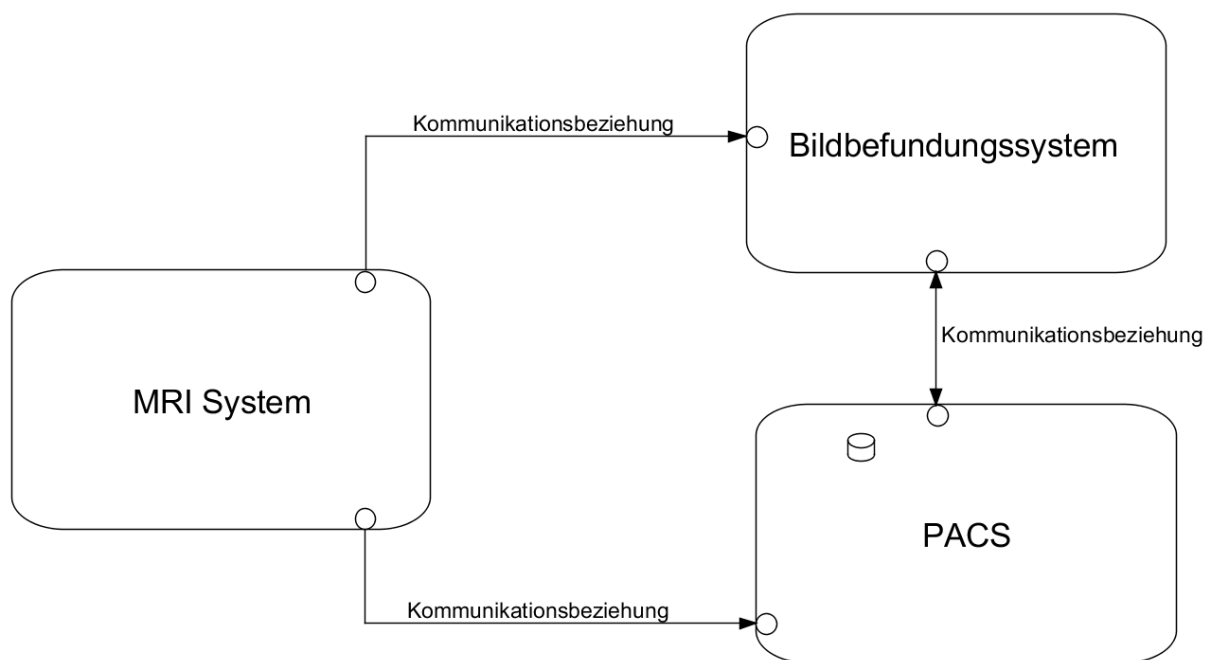 Kommunikationsbeziehung
Bildbefundungssystem
Kommunikationsbeziehung
MRI System
PACS
Kommunikationsbeziehung